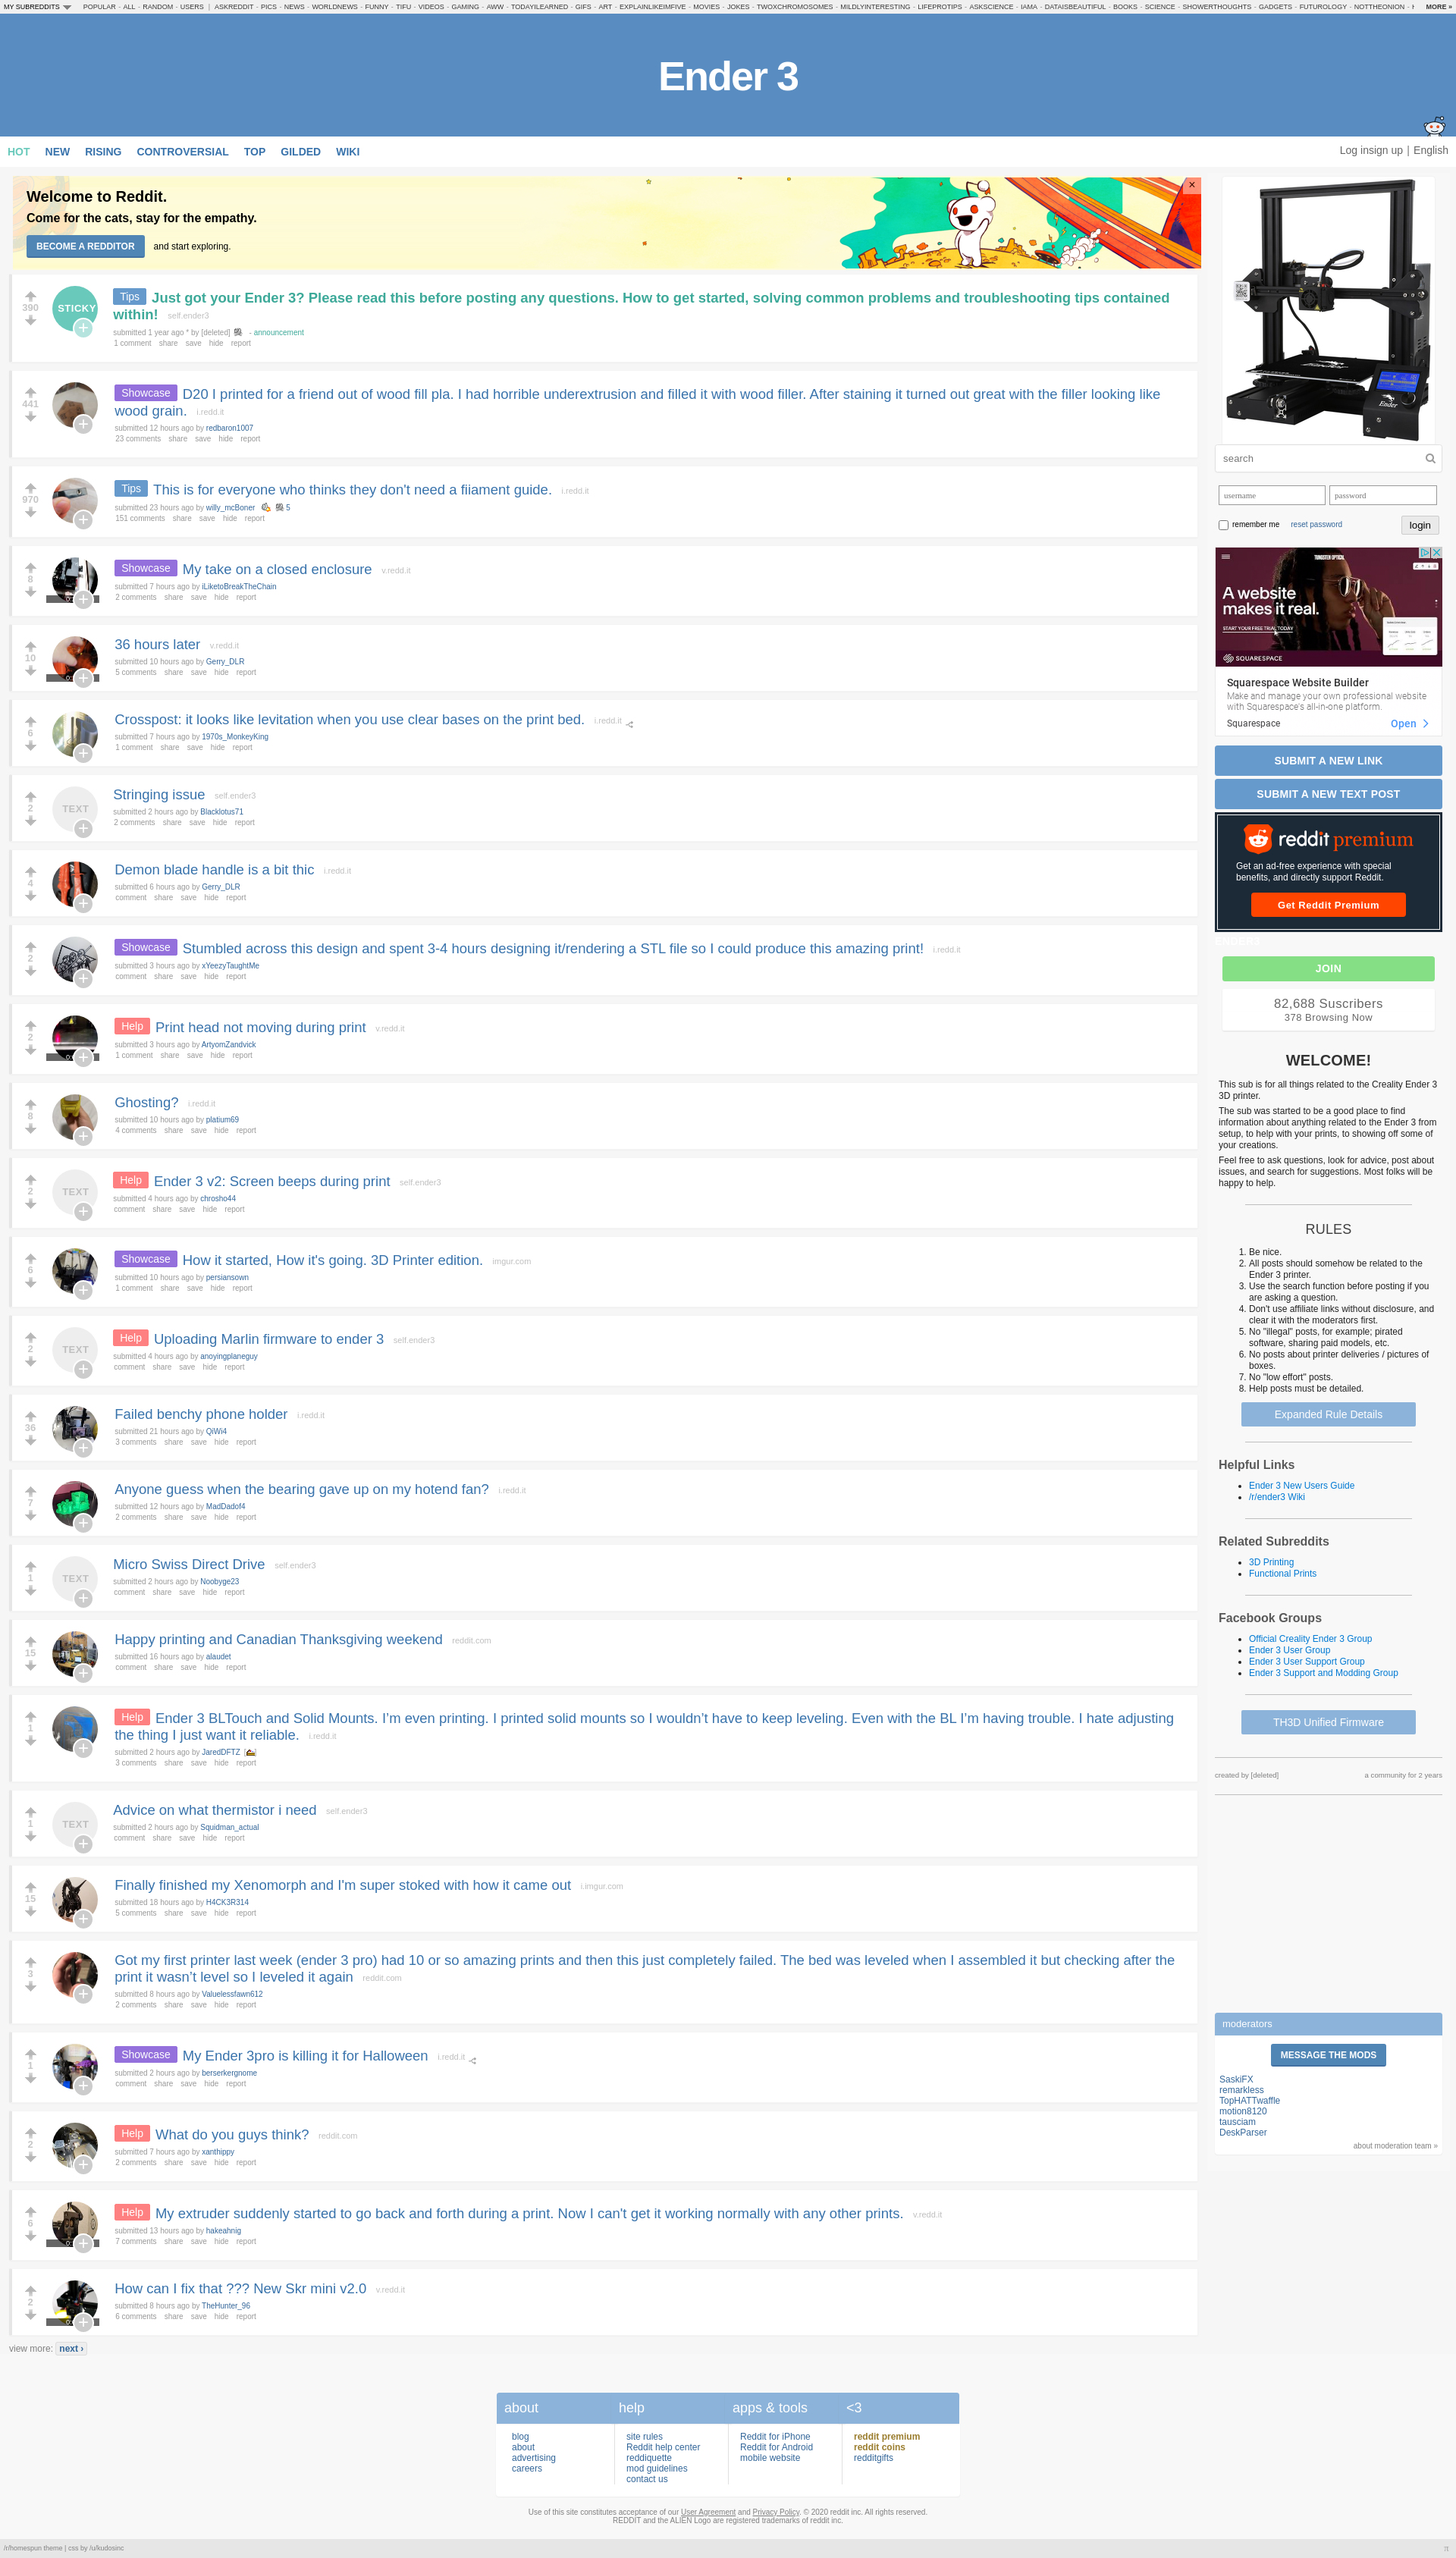 MY SUBREDDITS POPULAR - ALL - RANDOM - USERS | ASKREDDIT - PICS - NEWS - WORLDNEWS - FUNNY - TIFU - VIDEOS - GAMING - AWW - TODAYILEARNED - GIFS - ART - EXPLAINLIKEIMFIVE - MOVIES - JOKES - TWOXCHROMOSOMES - MILDLYINTERESTING - LIFEPROTIPS - ASKSCIENCE - IAMA - DATAISBEAUTIFUL - BOOKS - SCIENCE - SHOWERTHOUGHTS - GADGETS - FUTUROLOGY - NOTTHEONION - MORE »
Ender 3
HOT NEW RISING CONTROVERSIAL TOP GILDED WIKI
Log insign up | English
Welcome to Reddit.
Come for the cats, stay for the empathy.
BECOME A REDDITOR and start exploring.
390
STICKY
Tips Just got your Ender 3? Please read this before posting any questions. How to get started, solving common problems and troubleshooting tips contained
within! self.ender3
submitted 1 year ago * by [deleted] - announcement
1 comment share save hide report
441
Showcase D20 I printed for a friend out of wood fill pla. I had horrible underextrusion and filled it with wood filler. After staining it turned out great with the filler looking like
wood grain. i.redd.it
submitted 12 hours ago by redbaron1007
23 comments share save hide report
970
Tips This is for everyone who thinks they don't need a fiiament guide. i.redd.it
submitted 23 hours ago by willy_mcBoner 5
151 comments share save hide report
8
Showcase My take on a closed enclosure v.redd.it
submitted 7 hours ago by iLiketoBreakTheChain
2 comments share save hide report
10
36 hours later v.redd.it
submitted 10 hours ago by Gerry_DLR
5 comments share save hide report
6
Crosspost: it looks like levitation when you use clear bases on the print bed. i.redd.it
submitted 7 hours ago by 1970s_MonkeyKing
1 comment share save hide report
2
TEXT
Stringing issue self.ender3
submitted 2 hours ago by Blacklotus71
2 comments share save hide report
4
Demon blade handle is a bit thic i.redd.it
submitted 6 hours ago by Gerry_DLR
comment share save hide report
2
Showcase Stumbled across this design and spent 3-4 hours designing it/rendering a STL file so I could produce this amazing print! i.redd.it
submitted 3 hours ago by xYeezyTaughtMe
comment share save hide report
2
Help Print head not moving during print v.redd.it
submitted 3 hours ago by ArtyomZandvick
1 comment share save hide report
8
Ghosting? i.redd.it
submitted 10 hours ago by platium69
4 comments share save hide report
2
TEXT
Help Ender 3 v2: Screen beeps during print self.ender3
submitted 4 hours ago by chrosho44
comment share save hide report
6
Showcase How it started, How it's going. 3D Printer edition. imgur.com
submitted 10 hours ago by persiansown
1 comment share save hide report
2
TEXT
Help Uploading Marlin firmware to ender 3 self.ender3
submitted 4 hours ago by anoyingplaneguy
comment share save hide report
36
Failed benchy phone holder i.redd.it
submitted 21 hours ago by QiWi4
3 comments share save hide report
7
Anyone guess when the bearing gave up on my hotend fan? i.redd.it
submitted 12 hours ago by MadDadof4
2 comments share save hide report
1
TEXT
Micro Swiss Direct Drive self.ender3
submitted 2 hours ago by Noobyge23
comment share save hide report
15
Happy printing and Canadian Thanksgiving weekend reddit.com
submitted 16 hours ago by alaudet
comment share save hide report
1
Help Ender 3 BLTouch and Solid Mounts. I’m even printing. I printed solid mounts so I wouldn’t have to keep leveling. Even with the BL I’m having trouble. I hate adjusting
the thing I just want it reliable. i.redd.it
submitted 2 hours ago by JaredDFTZ
3 comments share save hide report
1
TEXT
Advice on what thermistor i need self.ender3
submitted 2 hours ago by Squidman_actual
comment share save hide report
15
Finally finished my Xenomorph and I'm super stoked with how it came out i.imgur.com
submitted 18 hours ago by H4CK3R314
5 comments share save hide report
3
Got my first printer last week (ender 3 pro) had 10 or so amazing prints and then this just completely failed. The bed was leveled when I assembled it but checking after the
print it wasn’t level so I leveled it again reddit.com
submitted 8 hours ago by Valuelessfawn612
2 comments share save hide report
1
Showcase My Ender 3pro is killing it for Halloween i.redd.it
submitted 2 hours ago by berserkergnome
comment share save hide report
2
Help What do you guys think? reddit.com
submitted 7 hours ago by xanthippy
2 comments share save hide report
6
Help My extruder suddenly started to go back and forth during a print. Now I can't get it working normally with any other prints. v.redd.it
submitted 13 hours ago by hakeahnig
7 comments share save hide report
2
How can I fix that ??? New Skr mini v2.0 v.redd.it
submitted 8 hours ago by TheHunter_96
6 comments share save hide report
view more: next ›
Ender
search
username password
remember me reset password login
TUNGSTEN OPTICAL
A website
makes it real.
START YOUR FREE TRIAL TODAY
SQUARESPACE
Squarespace Website Builder
Make and manage your own professional website
with Squarespace's all-in-one platform.
Squarespace Open
SUBMIT A NEW LINK
SUBMIT A NEW TEXT POST
reddit premium
Get an ad-free experience with special
benefits, and directly support Reddit.
Get Reddit Premium
JOIN
82,688 Suscribers
378 Browsing Now
WELCOME!
This sub is for all things related to the Creality Ender 3
3D printer.
The sub was started to be a good place to find
information about anything related to the Ender 3 from
setup, to help with your prints, to showing off some of
your creations.
Feel free to ask questions, look for advice, post about
issues, and search for suggestions. Most folks will be
happy to help.
RULES
1. Be nice.
2. All posts should somehow be related to the
Ender 3 printer.
3. Use the search function before posting if you
are asking a question.
4. Don't use affiliate links without disclosure, and
clear it with the moderators first.
5. No "illegal" posts, for example; pirated
software, sharing paid models, etc.
6. No posts about printer deliveries / pictures of
boxes.
7. No "low effort" posts.
8. Help posts must be detailed.
Expanded Rule Details
Helpful Links
Ender 3 New Users Guide
/r/ender3 Wiki
Related Subreddits
3D Printing
Functional Prints
Facebook Groups
Official Creality Ender 3 Group
Ender 3 User Group
Ender 3 User Support Group
Ender 3 Support and Modding Group
TH3D Unified Firmware
created by [deleted] a community for 2 years
moderators
MESSAGE THE MODS
SaskiFX
remarkless
TopHATTwaffle
motion8120
tausciam
DeskParser
about moderation team »
about help apps & tools <3
blog
about
advertising
careers
site rules
Reddit help center
reddiquette
mod guidelines
contact us
Reddit for iPhone
Reddit for Android
mobile website
reddit premium
reddit coins
redditgifts
Use of this site constitutes acceptance of our User Agreement and Privacy Policy. © 2020 reddit inc. All rights reserved.
REDDIT and the ALIEN Logo are registered trademarks of reddit inc.
/r/homespun theme | css by /u/kudosinc
π